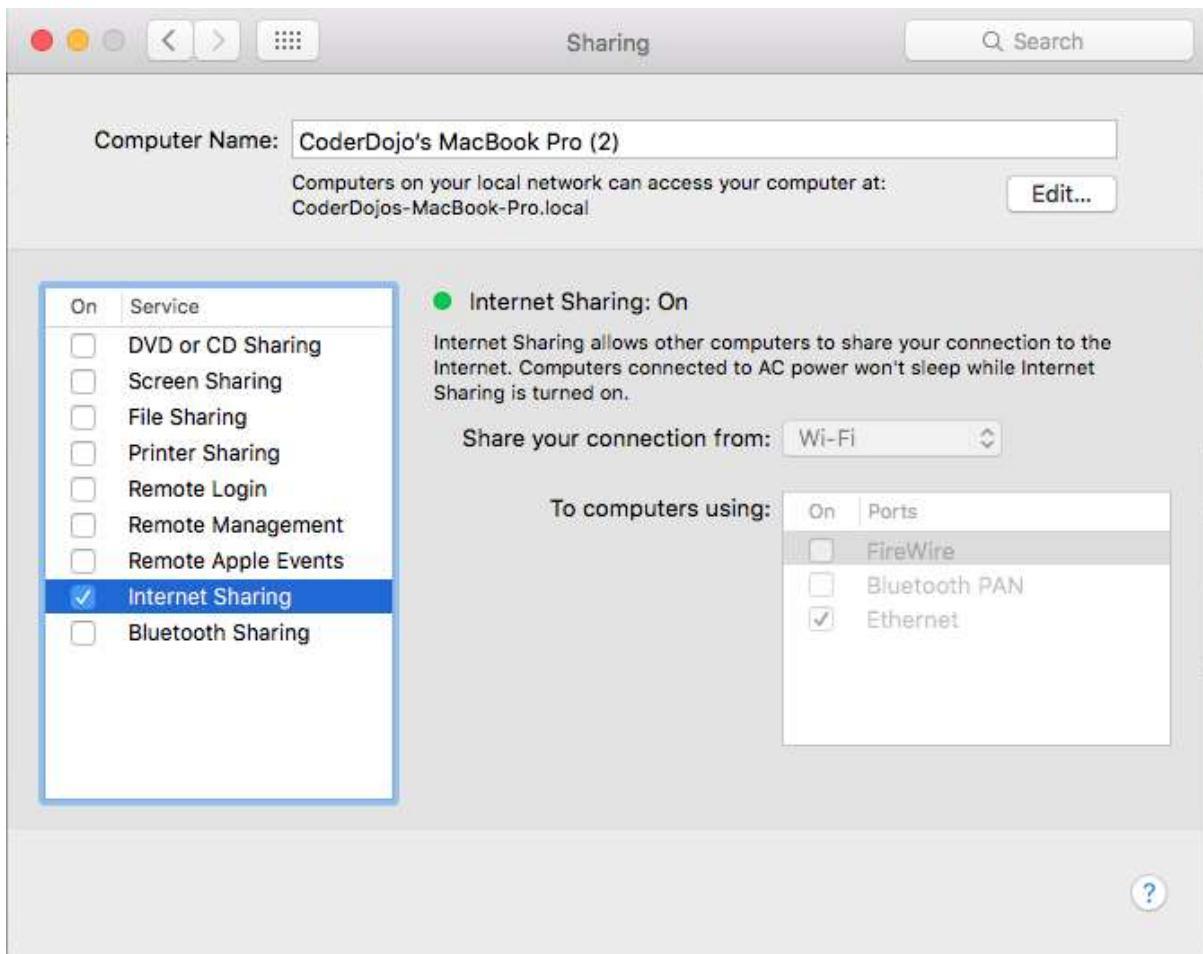 Sharing
Search
Computer Name: CoderDojo’s MacBook Pro (2)
Computers on your local network can access your computer at:
CoderDojos-MacBook-Pro.local
Edit...
On Service
DVD or CD Sharing
Screen Sharing
File Sharing
Printer Sharing
Remote Login
Remote Management
Remote Apple Events
Internet Sharing
Bluetooth Sharing
Internet Sharing: On
Internet Sharing allows other computers to share your connection to the
Internet. Computers connected to AC power won't sleep while Internet
Sharing is turned on.
Share your connection from: Wi-Fi
To computers using:
On Ports
FireWire
Bluetooth PAN
Ethernet
?